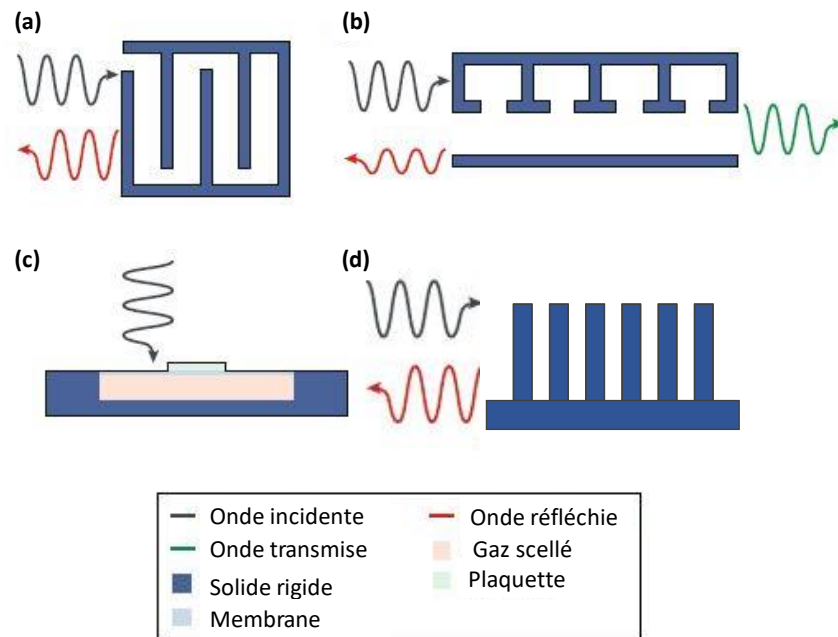 (a)
(b)
(c)
(d)
Onde incidente
Onde réfléchie
Onde transmise
Gaz scellé
Solide rigide
Plaquette
Membrane